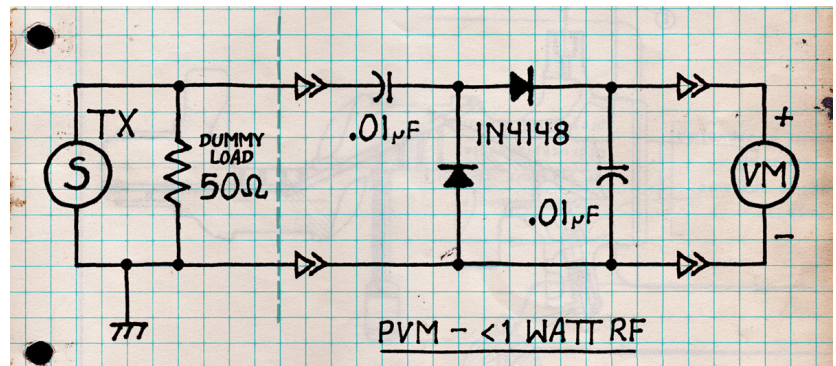 TX
S
DUMMY
LOAD
50Ω
.01μF
1N4148
.01μF
+
VM
-
PVM - <1 WATT RF